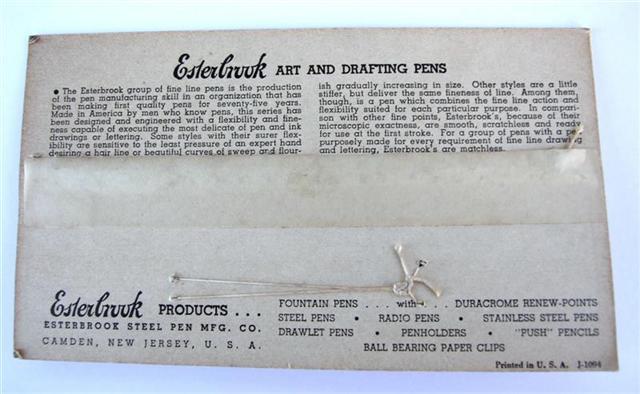 Esterbrook ART AND DRAFTING PENS
• The Esterbrook group of fine line pens is the production
of the pen manufacturing skill in an organization that has
been making first quality pens for seventy-five years.
Made in America by men who know pens, this series has
been designed and engineered with a flexibility and fine-
ness capable of executing the most delicate of pen and ink
drawings or lettering. Some styles with their surer flex-
ibility are sensitive to the least pressure of an expert hand
desiring a hair line or beautiful curves of sweep and flour-
ish gradually increasing in size. Other styles are a little
stiffer, but deliver the same fineness of line. Among them,
though, is a pen which combines the fine line action and
flexibility suited for each particular purpose. In compari-
son with other fine points, Esterbrook's, because of their
microscopic exactness, are smooth, scratchless and ready
for use at the first stroke. For a group of pens with a pen
purposely made for every requirement of fine line drawing
and lettering, Esterbrook's are matchless.
Esterbrook PRODUCTS . . .
ESTERBROOK STEEL PEN MFG. CO.
CAMDEN, NEW JERSEY, U. S. A.
FOUNTAIN PENS . . . with . . . DURACROME RENEW-POINTS
STEEL PENS • RADIO PENS • STAINLESS STEEL PENS
DRAWLET PENS • PENHOLDERS • "PUSH" PENCILS
BALL BEARING PAPER CLIPS
Printed in U. S. A. J-1094